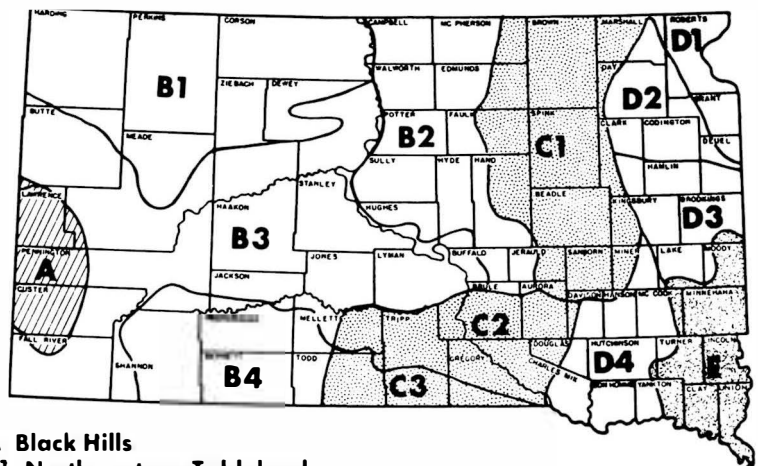 HARDING PERKINS CORSON CAMPBELL MC PHERSON BROWN MARSHALL ROBERTS
D1
B1 WALWORTH EDMUNDS DAY
ZIEBACH DEWEY D2 GRANT
BUTTE POTTER FAULK SPINK
B2 C1 CLARK CODINGTON
MEADE DEUEL
SULLY HYDE HAND HAMLIN
STANLEY
LAWRENCE HUGHES BEADLE KINGSBURY BROOKINGS
HAAKON D3
B3
PENNINGTON JONES LYMAN BUFFALO JERAULD SANBORN MINER LAKE MOODY
A
JACKSON
CUSTER BRULE AURORA DAVISON HANSON MC COOK MINNEHAHA
MELLETT TRIPP C2
FALL RIVER DOUGLAS HUTCHINSON TURNER LINCOLN
SHANNON TODD GREGORY CHARLES MIX D4 E
B4 C3
YANKTON CLAY UNION
Black Hills